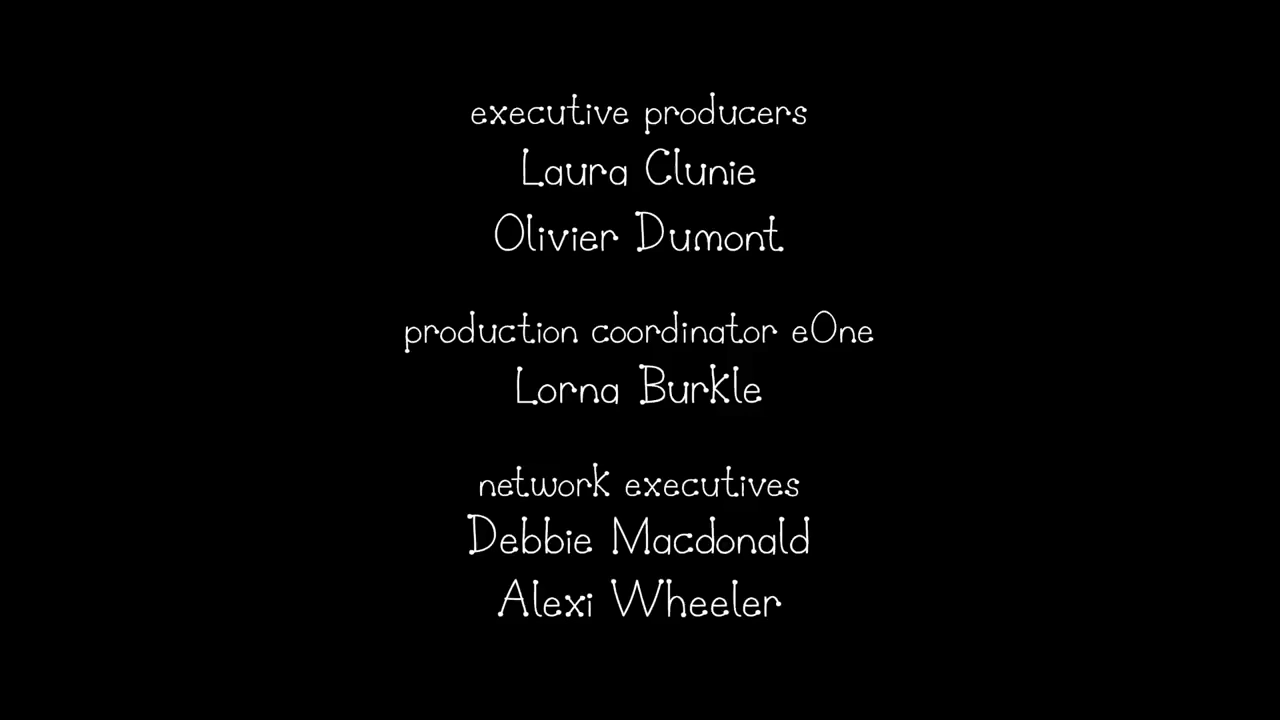 executive producers
Laura Clunie
Olivier Dumont
production coordinator eOne
Lorna Burkle
network executives
Debbie Macdonald
Alexi Wheeler